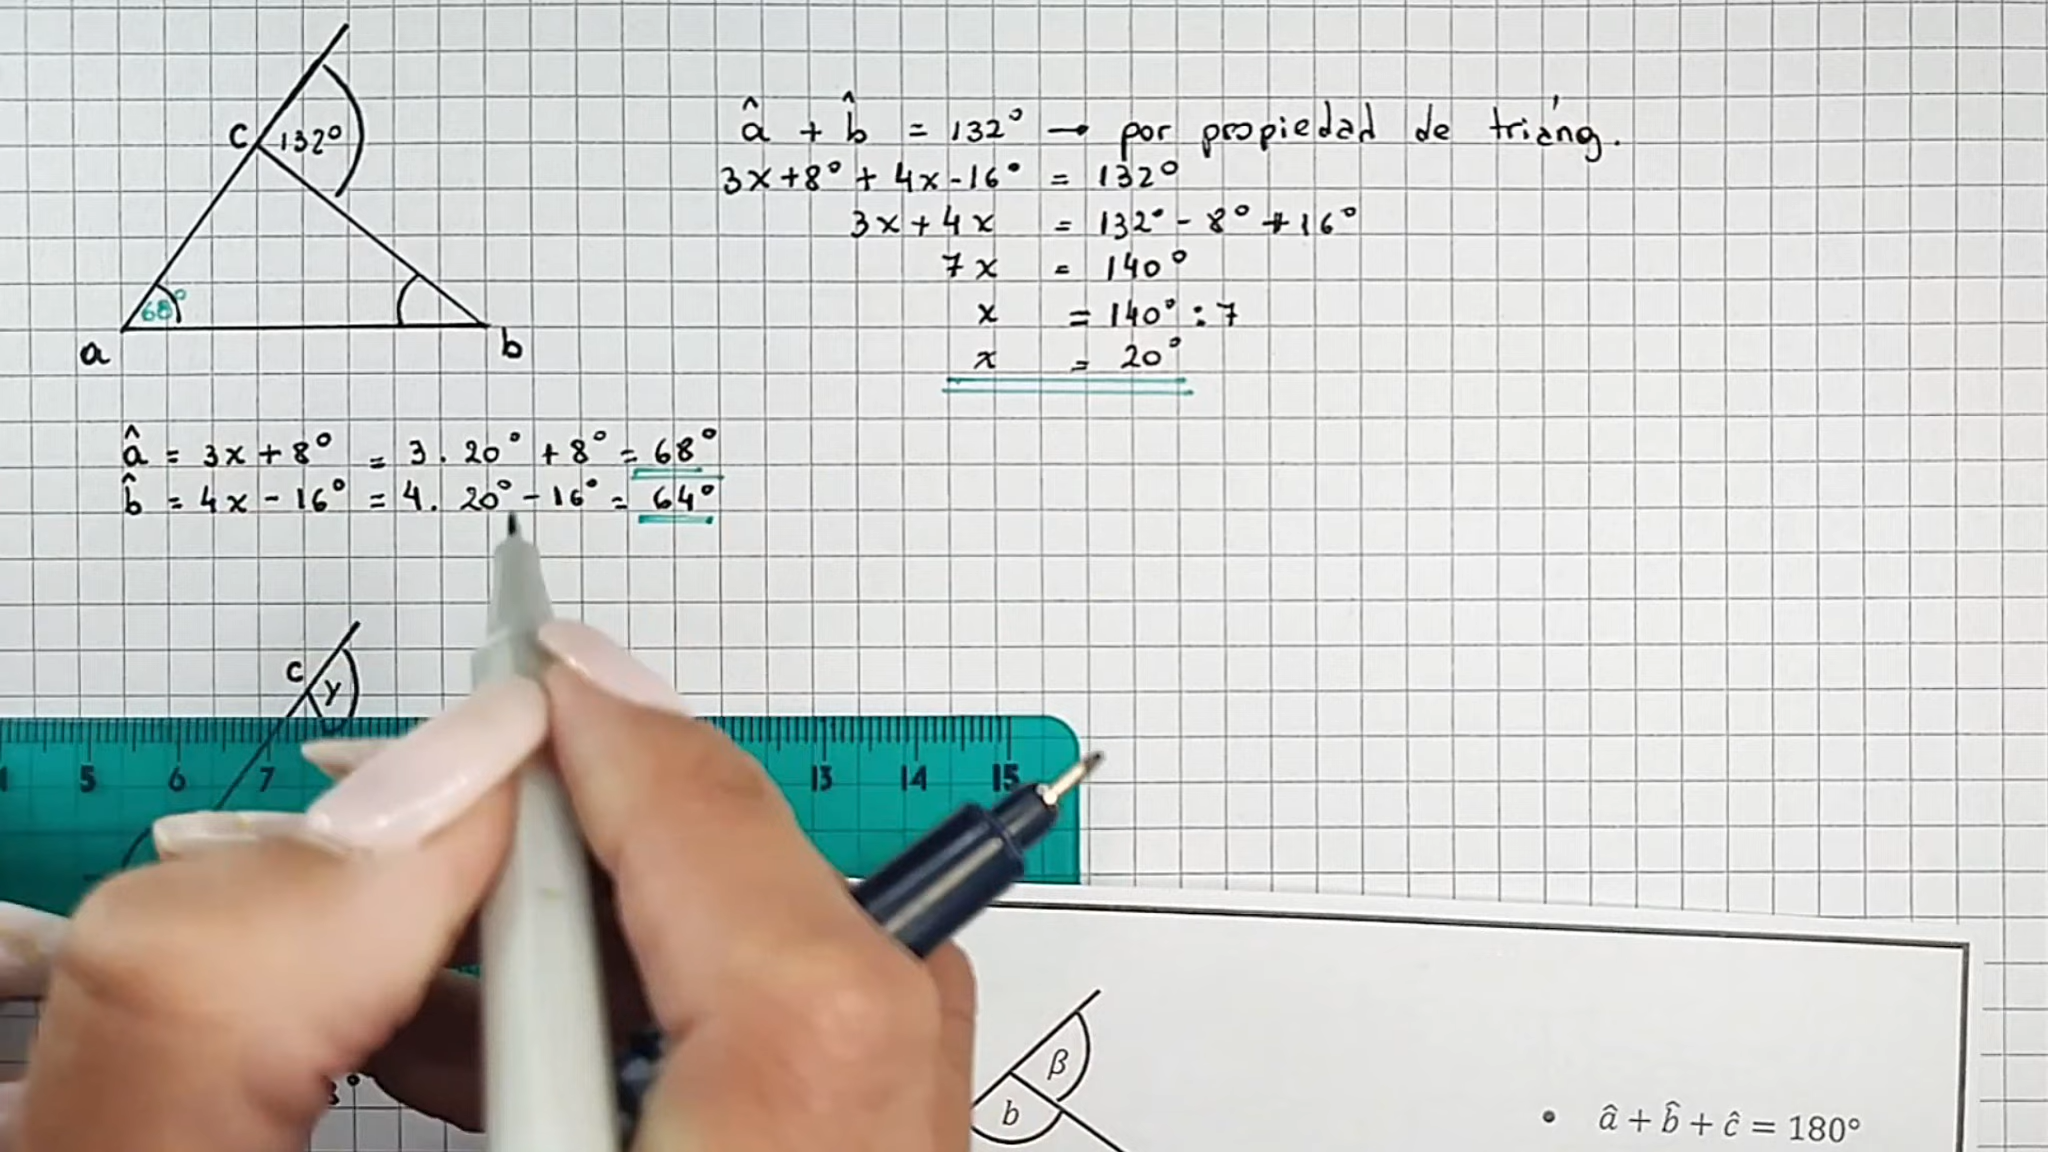 c 132°
68°
a b
â + b̂ = 132° → por propiedad de triáng.
3x+8° + 4x-16° = 132°
3x+4x = 132° - 8° + 16°
7x = 140°
x = 140° : 7
x = 20°
â = 3x+8° = 3. 20° +8° = 68°
b̂ = 4x - 16° = 4. 20° - 16° = 64°
c γ
5 6 7 13 14 15
β
b
• â + b̂ + ĉ = 180°